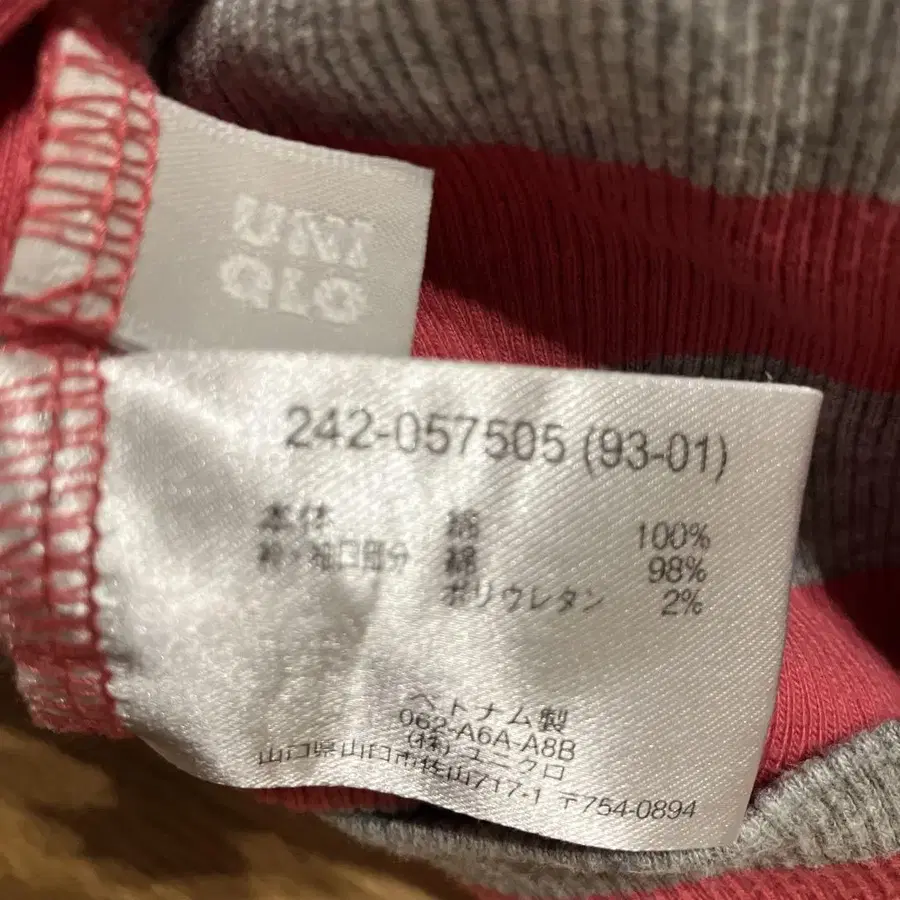 UNI
QLO
242-057505 (93-01)
本体 綿 100%
衿・袖口部分 綿 98%
ポリウレタン 2%
ベトナム製
062-A6A-A8B
(株)ユニクロ
山口県山口市佐山717-1 〒754-0894